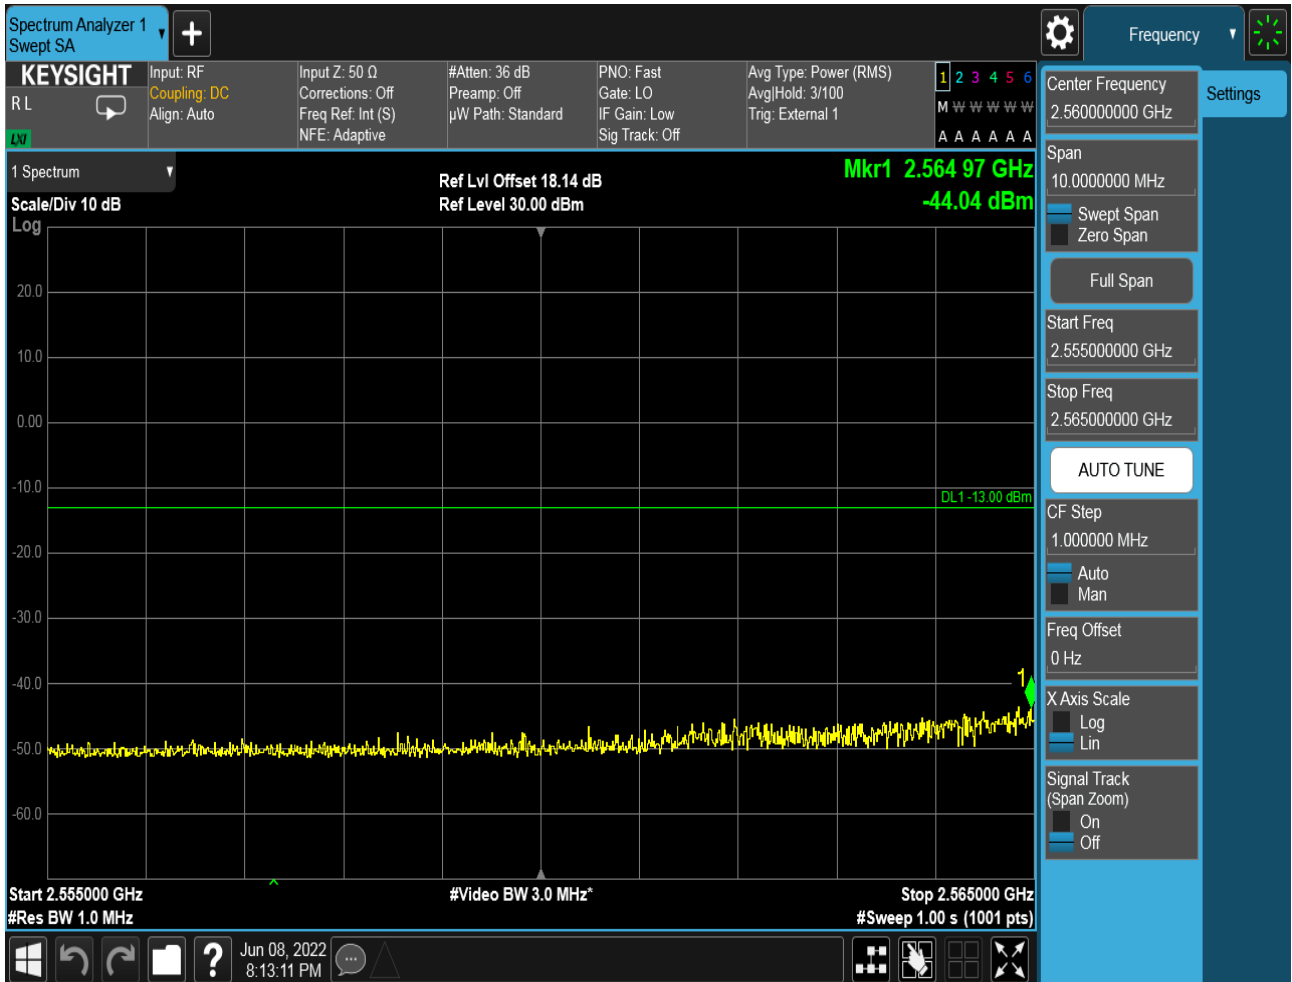 Spectrum Analyzer 1
Swept SA
+
Frequency
KEYSIGHT
R L
LXI
Input: RF
Coupling: DC
Align: Auto
Input Z: 50 Ω
Corrections: Off
Freq Ref: Int (S)
NFE: Adaptive
#Atten: 36 dB
Preamp: Off
µW Path: Standard
PNO: Fast
Gate: LO
IF Gain: Low
Sig Track: Off
Avg Type: Power (RMS)
Avg|Hold: 3/100
Trig: External 1
1 2 3 4 5 6
M W W W W W
A A A A A A
1 Spectrum
Scale/Div 10 dB
Log
Ref Lvl Offset 18.14 dB
Ref Level 30.00 dBm
Mkr1 2.564 97 GHz
-44.04 dBm
20.0
10.0
0.00
-10.0
DL1 -13.00 dBm
-20.0
-30.0
-40.0
1
-50.0
-60.0
Start 2.555000 GHz
#Res BW 1.0 MHz
#Video BW 3.0 MHz*
Stop 2.565000 GHz
#Sweep 1.00 s (1001 pts)
?
Jun 08, 2022
8:13:11 PM
Center Frequency
2.560000000 GHz
Settings
Span
10.0000000 MHz
Swept Span
Zero Span
Full Span
Start Freq
2.555000000 GHz
Stop Freq
2.565000000 GHz
AUTO TUNE
CF Step
1.000000 MHz
Auto
Man
Freq Offset
0 Hz
X Axis Scale
Log
Lin
Signal Track
(Span Zoom)
On
Off